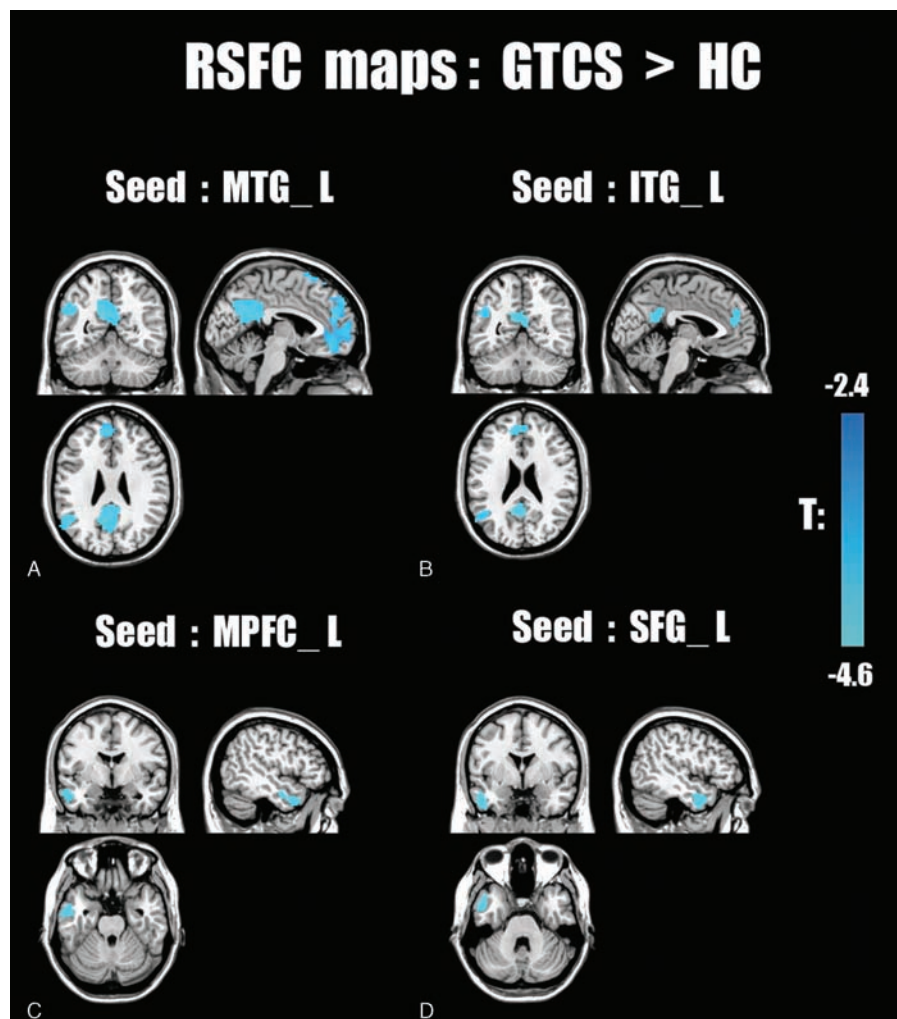 RSFC maps : GTCS > HC
Seed : MTG_ L
Seed : ITG_ L
A
B
-2.4
T:
-4.6
Seed : MPFC_ L
Seed : SFG_ L
C
D